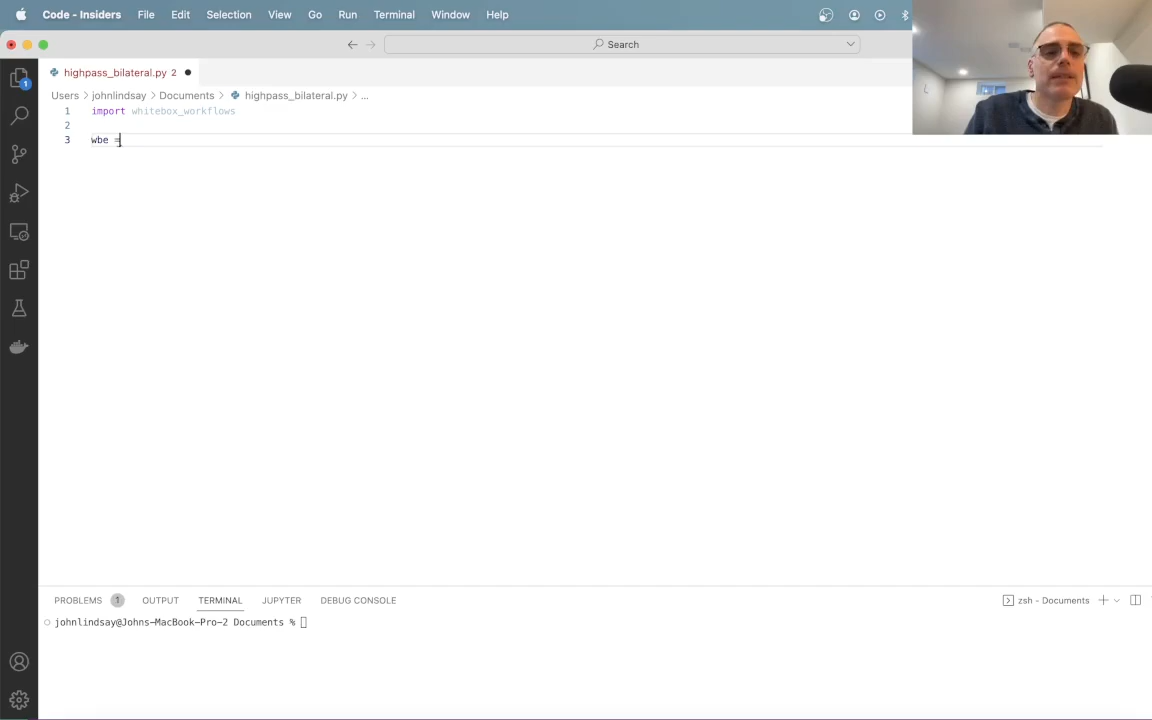 Code - Insiders File Edit Selection View Go Run Terminal Window Help
Search
highpass_bilateral.py 2
Users johnlindsay Documents highpass_bilateral.py ...
1 import whitebox_workflows
2
3 wbe =
1
PROBLEMS 1 OUTPUT TERMINAL JUPYTER DEBUG CONSOLE zsh - Documents
johnlindsay@Johns-MacBook-Pro-2 Documents %